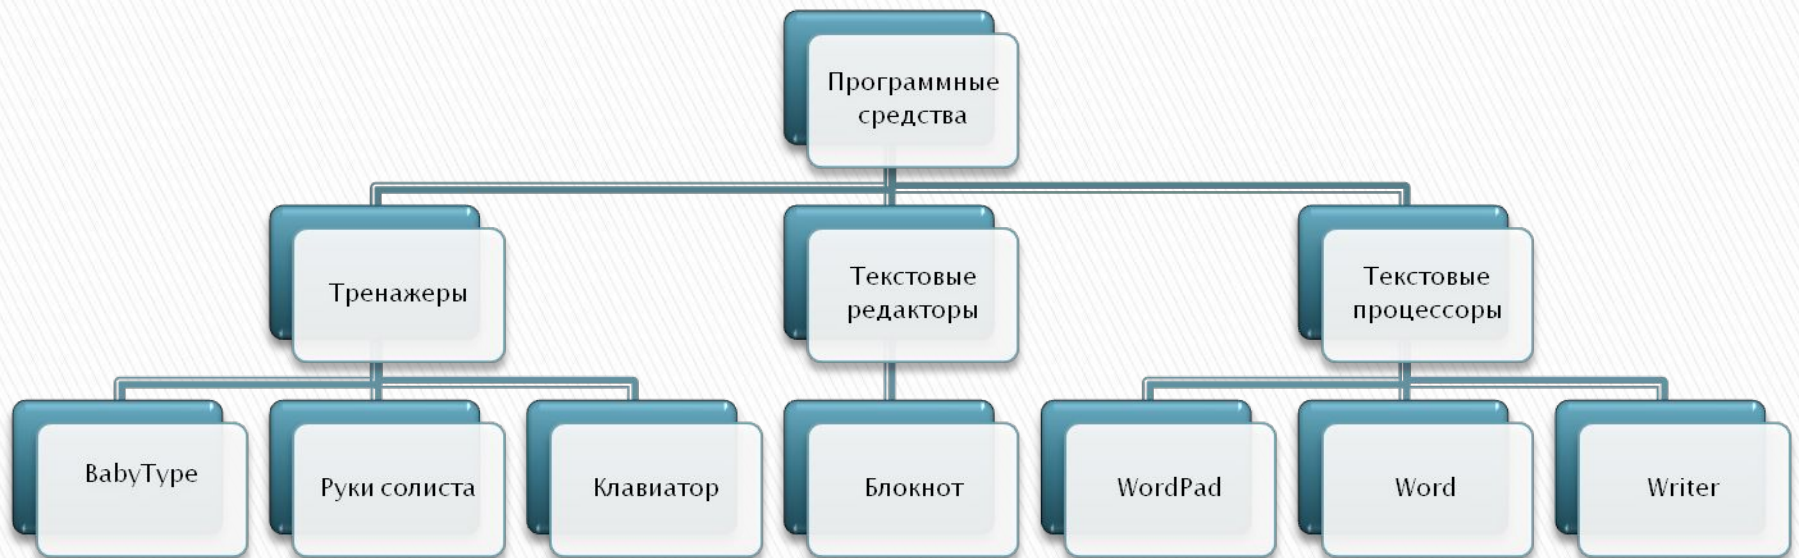 Программные
средства
Тренажеры
Текстовые
редакторы
Текстовые
процессоры
BabyType
Руки солиста
Клавиатор
Блокнот
WordPad
Word
Writer